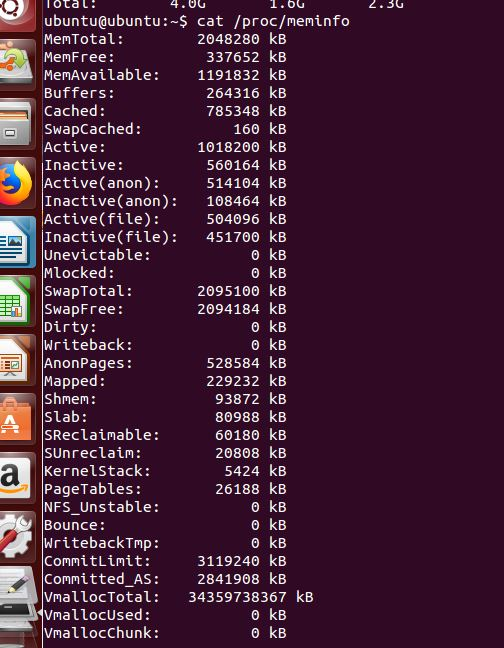 Total:        4.0G        1.6G        2.3G
ubuntu@ubuntu:~$ cat /proc/meminfo
MemTotal:        2048280 kB
MemFree:          337652 kB
MemAvailable:    1191832 kB
Buffers:          264316 kB
Cached:           785348 kB
SwapCached:          160 kB
Active:          1018200 kB
Inactive:         560164 kB
Active(anon):     514104 kB
Inactive(anon):   108464 kB
Active(file):     504096 kB
Inactive(file):   451700 kB
Unevictable:           0 kB
Mlocked:               0 kB
SwapTotal:       2095100 kB
SwapFree:        2094184 kB
Dirty:                 0 kB
Writeback:             0 kB
AnonPages:        528584 kB
Mapped:           229232 kB
Shmem:             93872 kB
Slab:              80988 kB
SReclaimable:      60180 kB
SUnreclaim:        20808 kB
KernelStack:        5424 kB
PageTables:        26188 kB
NFS_Unstable:          0 kB
Bounce:                0 kB
WritebackTmp:          0 kB
CommitLimit:     3119240 kB
Committed_AS:    2841908 kB
VmallocTotal:   34359738367 kB
VmallocUsed:           0 kB
VmallocChunk:          0 kB